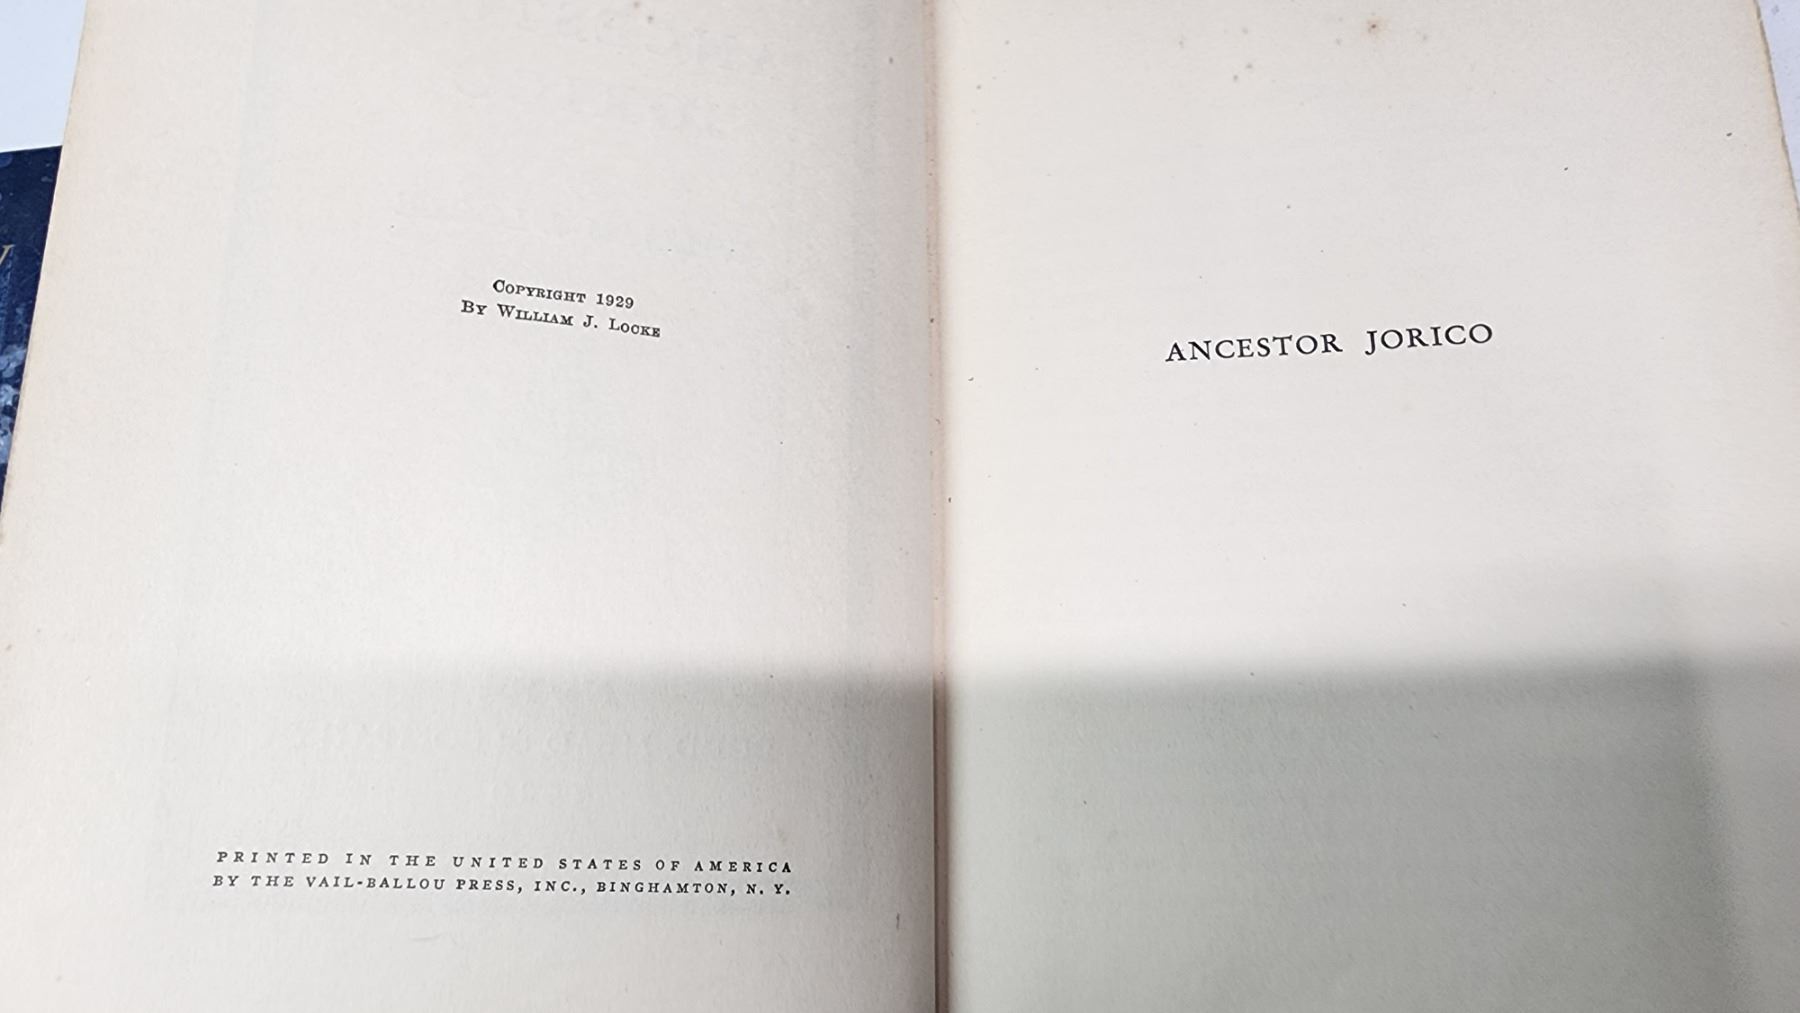 COPYRIGHT 1929
BY WILLIAM J. LOCKE
PRINTED IN THE UNITED STATES OF AMERICA
BY THE VAIL-BALLOU PRESS, INC., BINGHAMTON, N. Y.
ANCESTOR JORICO